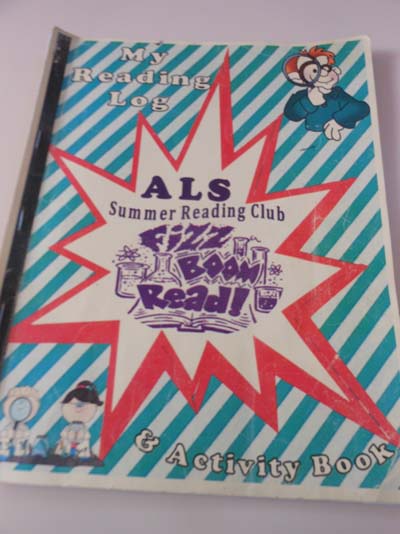 My
Reading
Log
ALS
Summer Reading Club
Fizz
Boom
Read!
& Activity Book